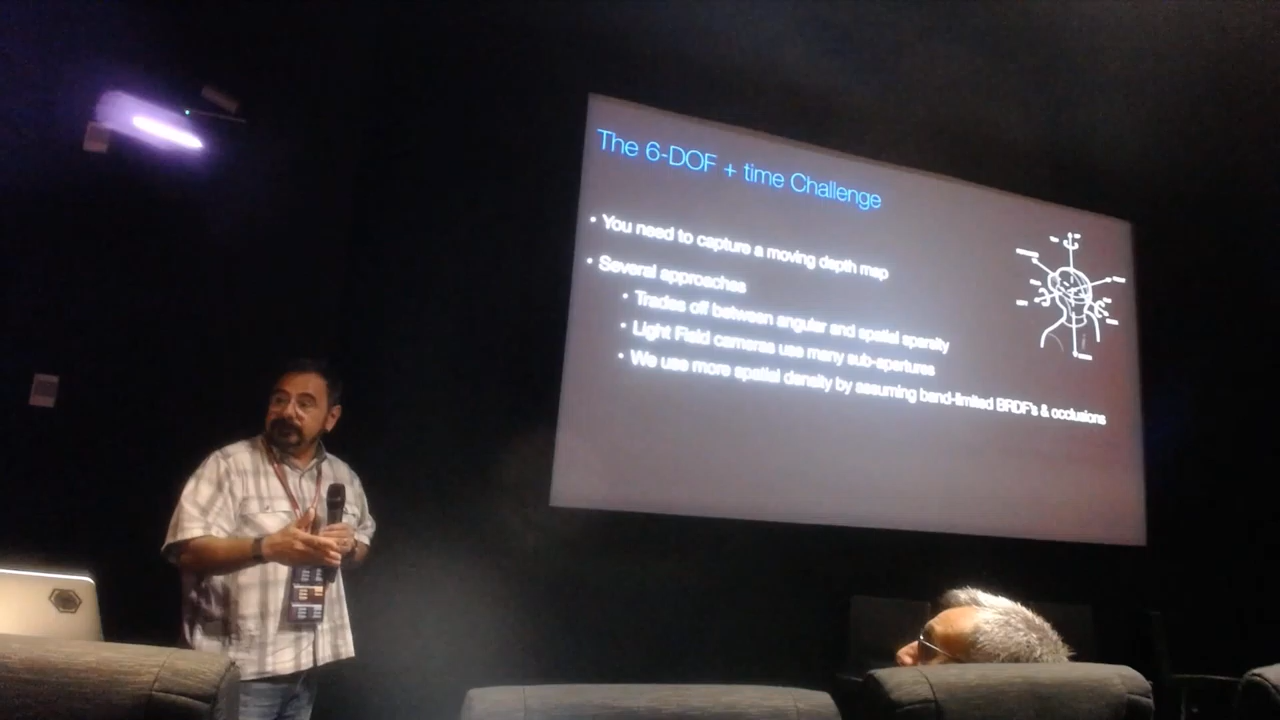 The 6-DOF + time Challenge
• You need to capture a moving depth map
• Several approaches
• Trades off between angular and spatial sparsity
• Light Field cameras use many sub-apertures
• We use more spatial density by assuming band-limited BRDF's & occlusions